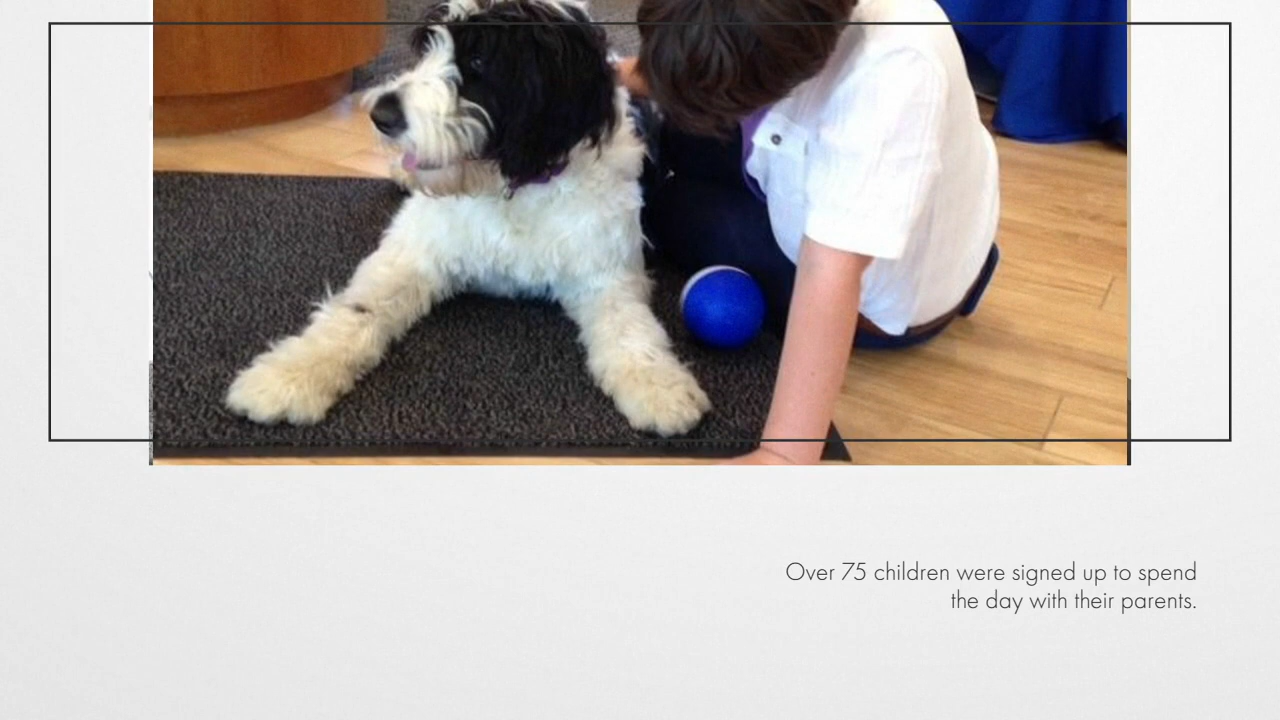 Over 75 children were signed up to spend
the day with their parents.